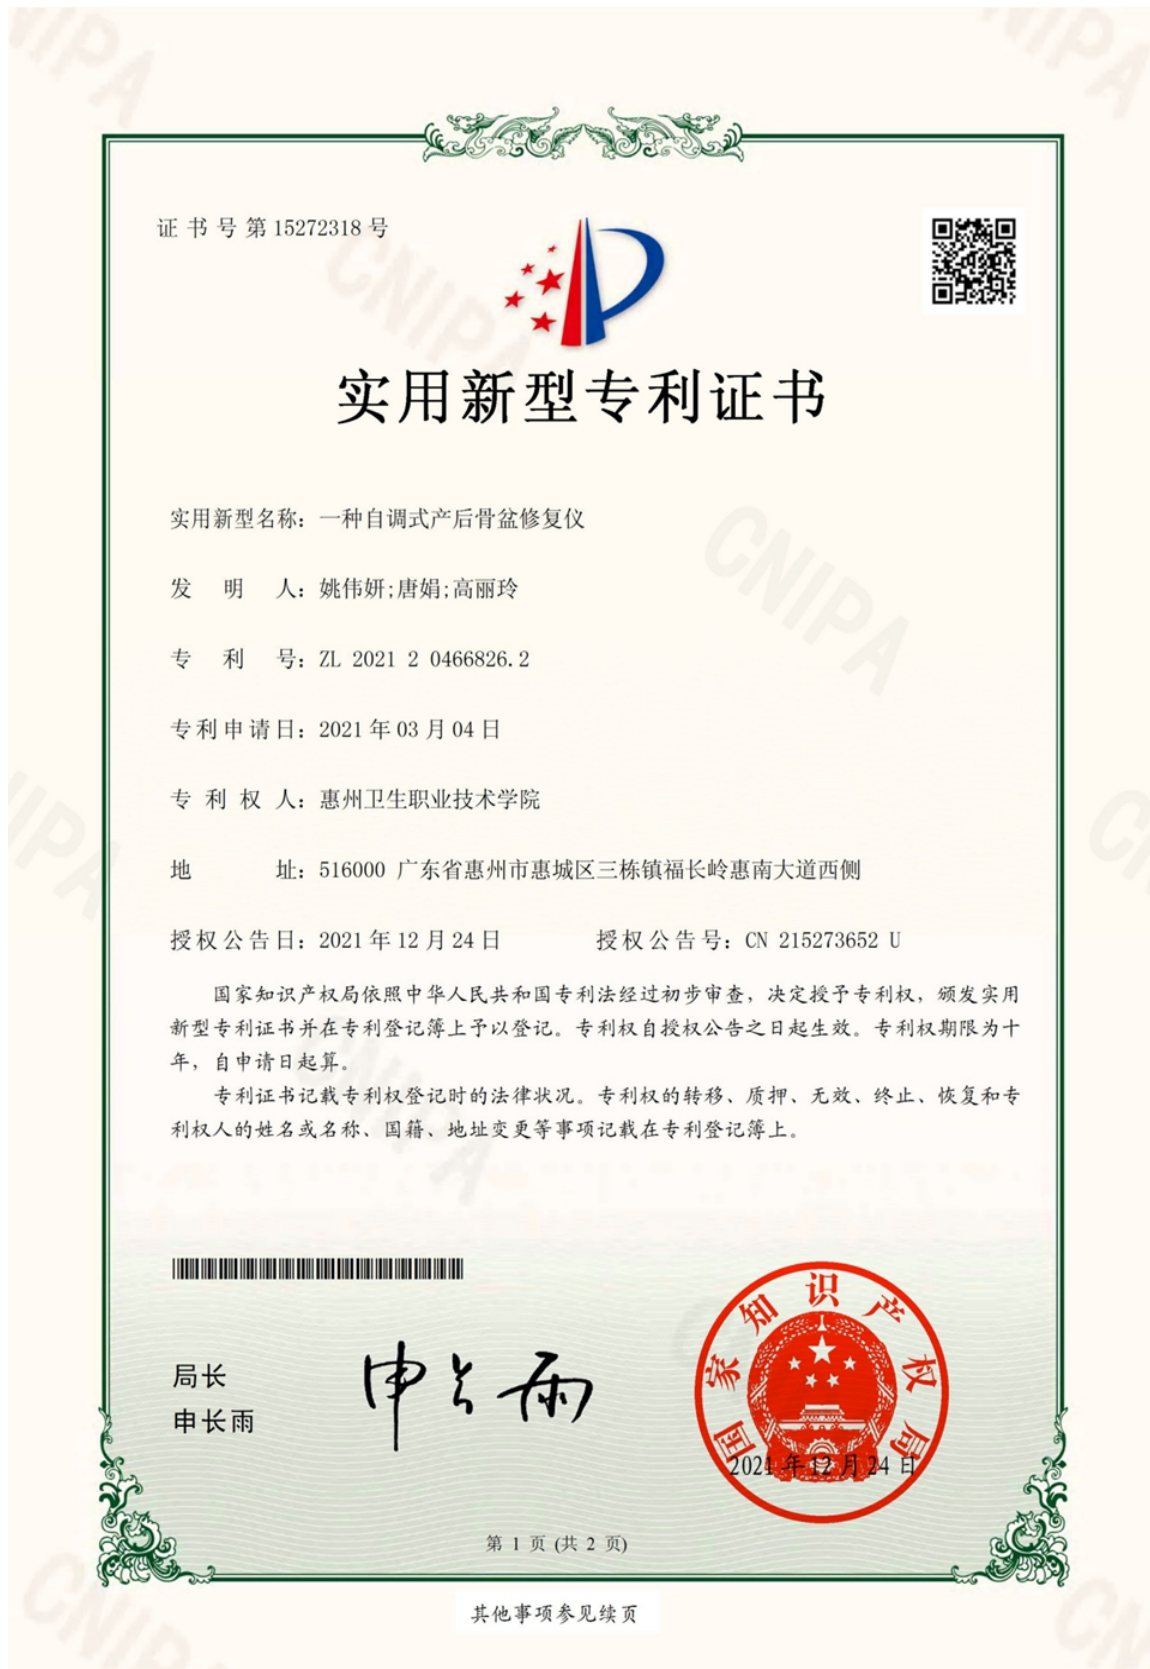 证书号第15272318号
实用新型专利证书
实用新型名称：一种自调式产后骨盆修复仪
发明人：姚伟妍;唐娟;高丽玲
专利号：ZL 2021 2 0466826.2
专利申请日：2021年03月04日
专利权人：惠州卫生职业技术学院
地址：516000 广东省惠州市惠城区三栋镇福长岭惠南大道西侧
授权公告日：2021年12月24日 授权公告号：CN 215273652 U
国家知识产权局依照中华人民共和国专利法经过初步审查，决定授予专利权，颁发实用
新型专利证书并在专利登记簿上予以登记。专利权自授权公告之日起生效。专利权期限为十
年，自申请日起算。
专利证书记载专利权登记时的法律状况。专利权的转移、质押、无效、终止、恢复和专
利权人的姓名或名称、国籍、地址变更等事项记载在专利登记簿上。
局长
申长雨
申长雨
国家知识产权局
2021年12月24日
第 1 页 (共 2 页)
其他事项参见续页
CNIPA